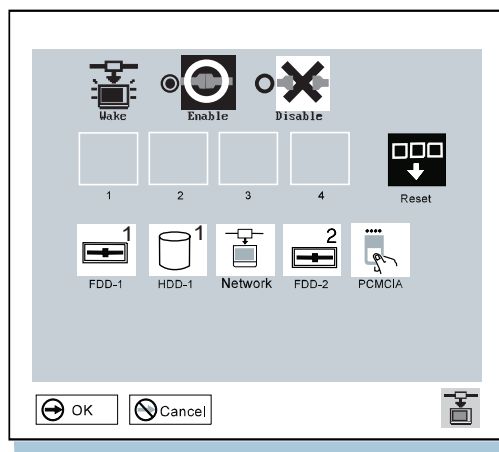 Wake Enable Disable
1 2 3 4
Reset
1 1 2
FDD-1 HDD-1 Network FDD-2 PCMCIA
OK Cancel